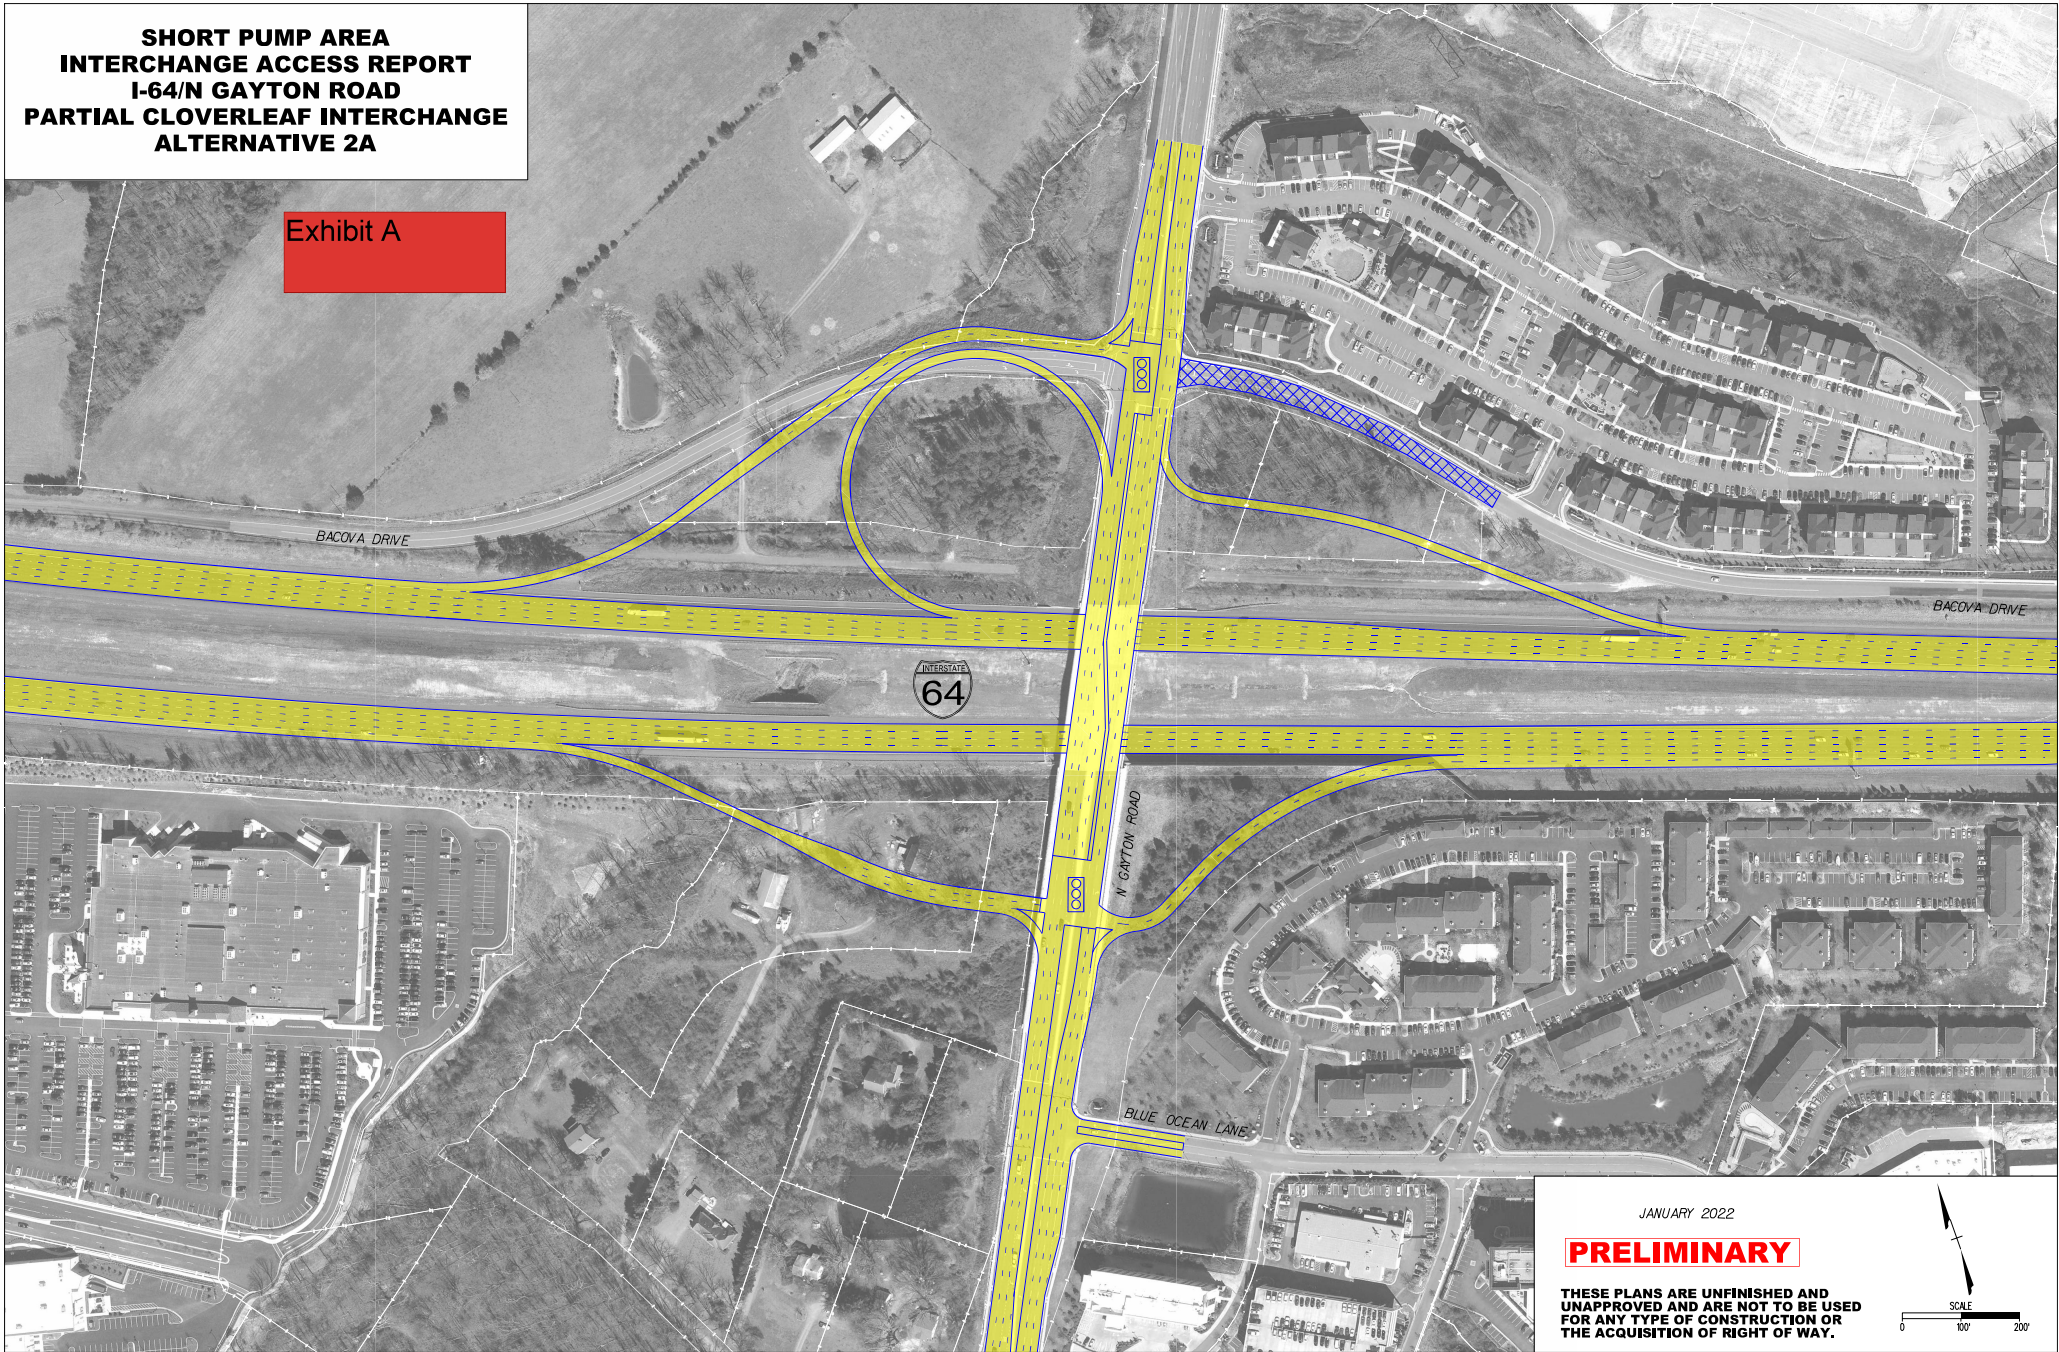 SHORT PUMP AREA
INTERCHANGE ACCESS REPORT
I-64/N GAYTON ROAD
PARTIAL CLOVERLEAF INTERCHANGE
ALTERNATIVE 2A
Exhibit A
BACOVA DRIVE
BACOVA DRIVE
INTERSTATE
64
N GAYTON ROAD
BLUE OCEAN LANE
JANUARY 2022
PRELIMINARY
THESE PLANS ARE UNFINISHED AND
UNAPPROVED AND ARE NOT TO BE USED
FOR ANY TYPE OF CONSTRUCTION OR
THE ACQUISITION OF RIGHT OF WAY.
SCALE
0 100' 200'